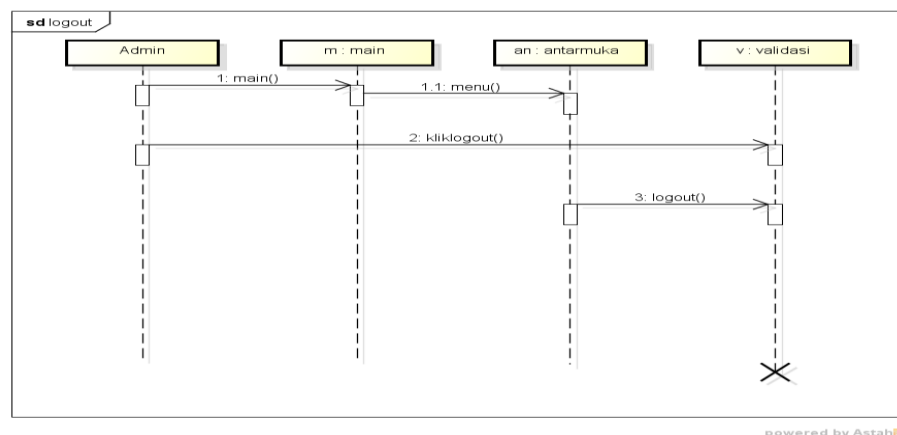 sd logout
Admin
m : main
an : antarmuka
v : validasi
1: main()
1.1: menu()
2: kliklogout()
3: logout()
powered by Astah